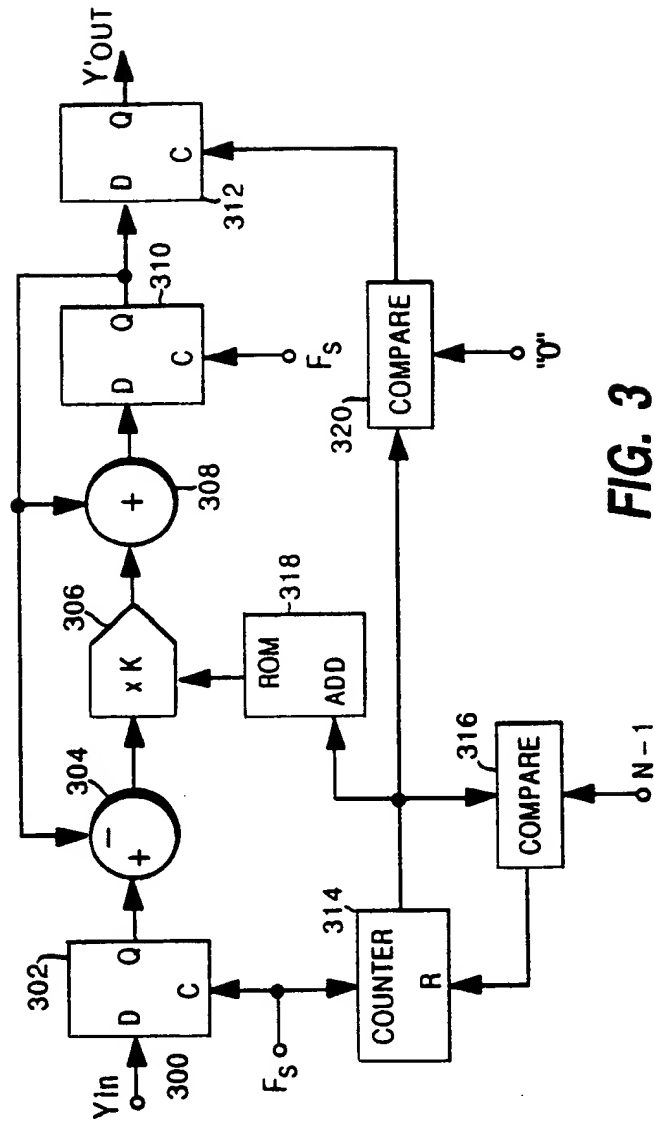 Yin
300
302
D
Q
C
304
+
−
306
x K
308
+
310
D
Q
C
FS
312
D
Q
C
Y'OUT
FS
314
COUNTER
R
316
COMPARE
N - 1
318
ROM
ADD
320
COMPARE
"0"
FIG. 3